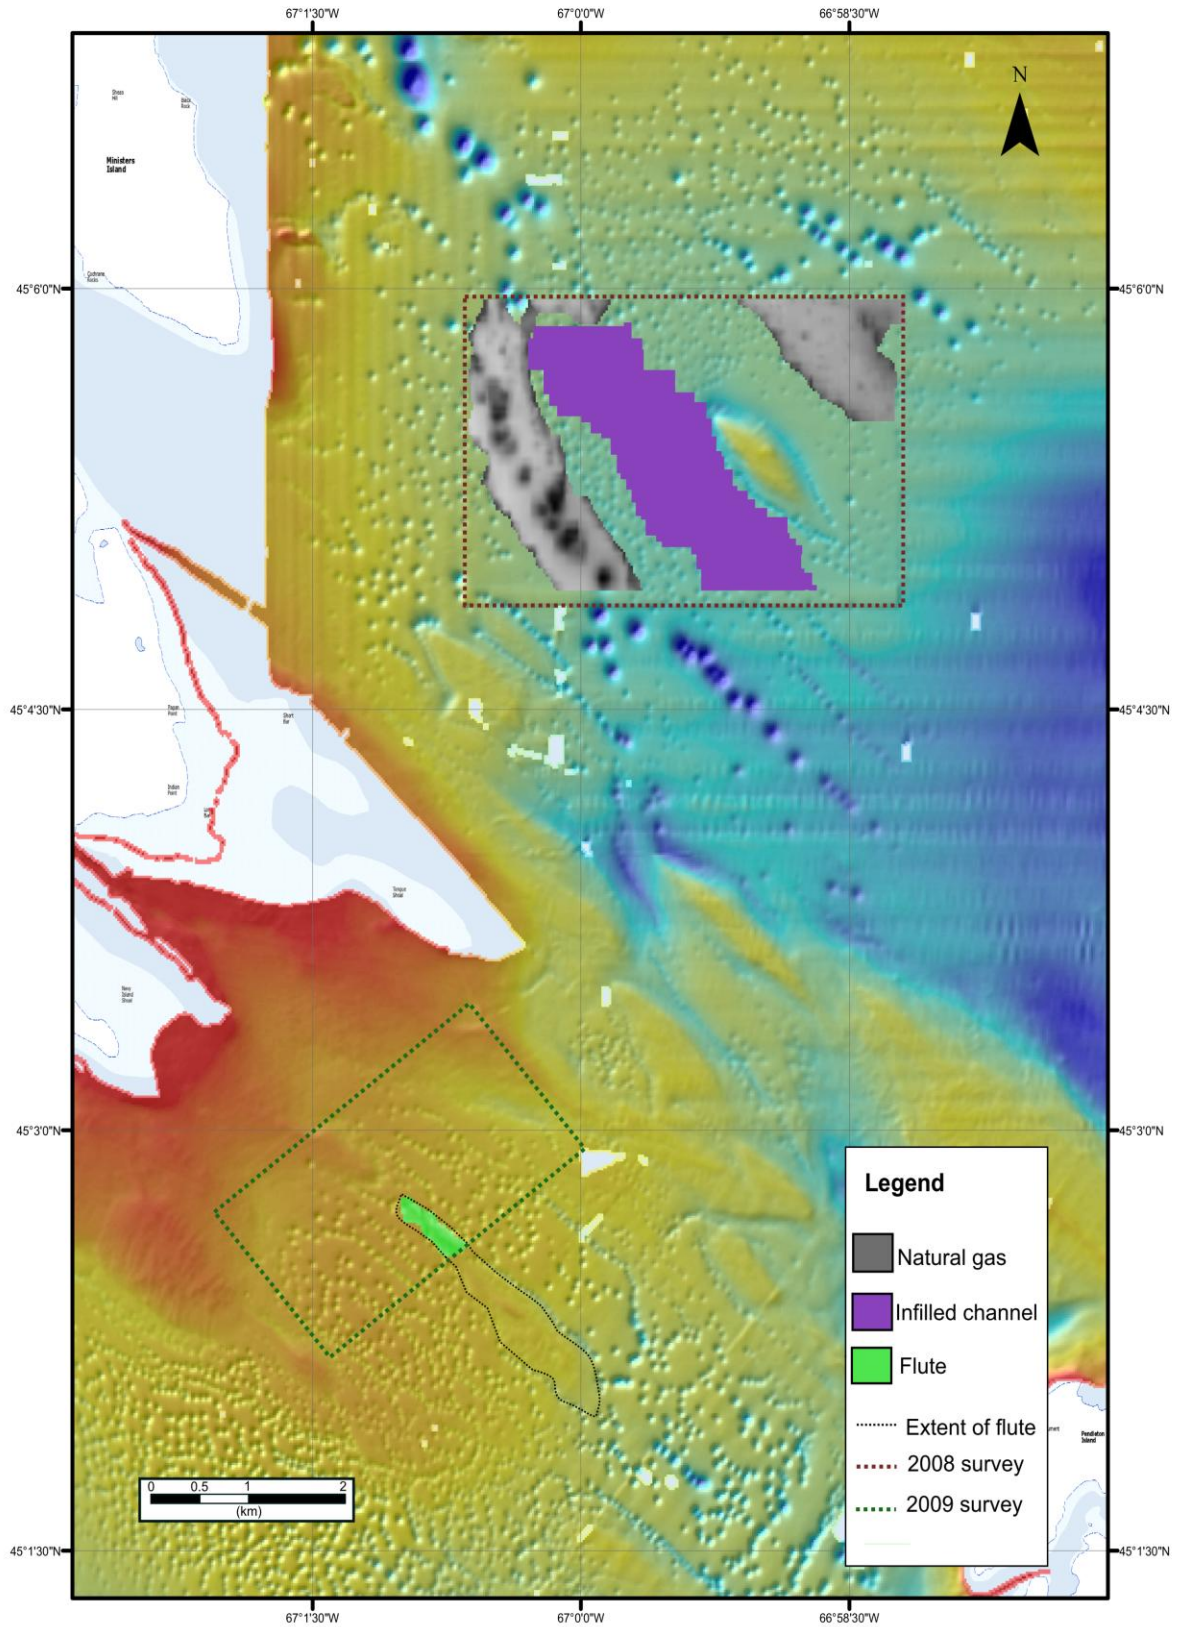 67°1'30"W
67°0'0"W
66°58'30"W
N
Ministers
Island
45°6'0"N
45°6'0"N
45°4'30"N
45°4'30"N
45°3'0"N
45°3'0"N
Legend
Natural gas
Infilled channel
Flute
Extent of flute
2008 survey
2009 survey
Pendleton
Island
0 0.5 1 2
(km)
45°1'30"N
45°1'30"N
67°1'30"W
67°0'0"W
66°58'30"W